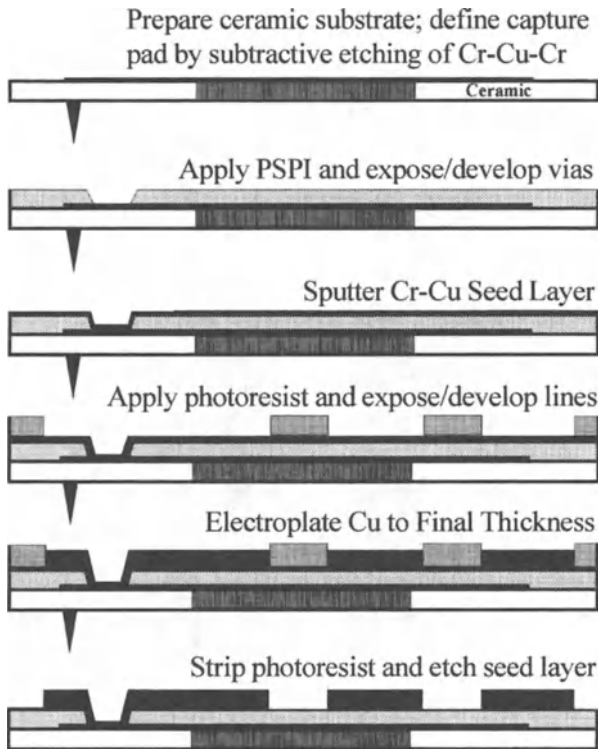 Prepare ceramic substrate; define capture
pad by subtractive etching of Cr-Cu-Cr
Ceramic
Apply PSPI and expose/develop vias
Sputter Cr-Cu Seed Layer
Apply photoresist and expose/develop lines
Electroplate Cu to Final Thickness
Strip photoresist and etch seed layer